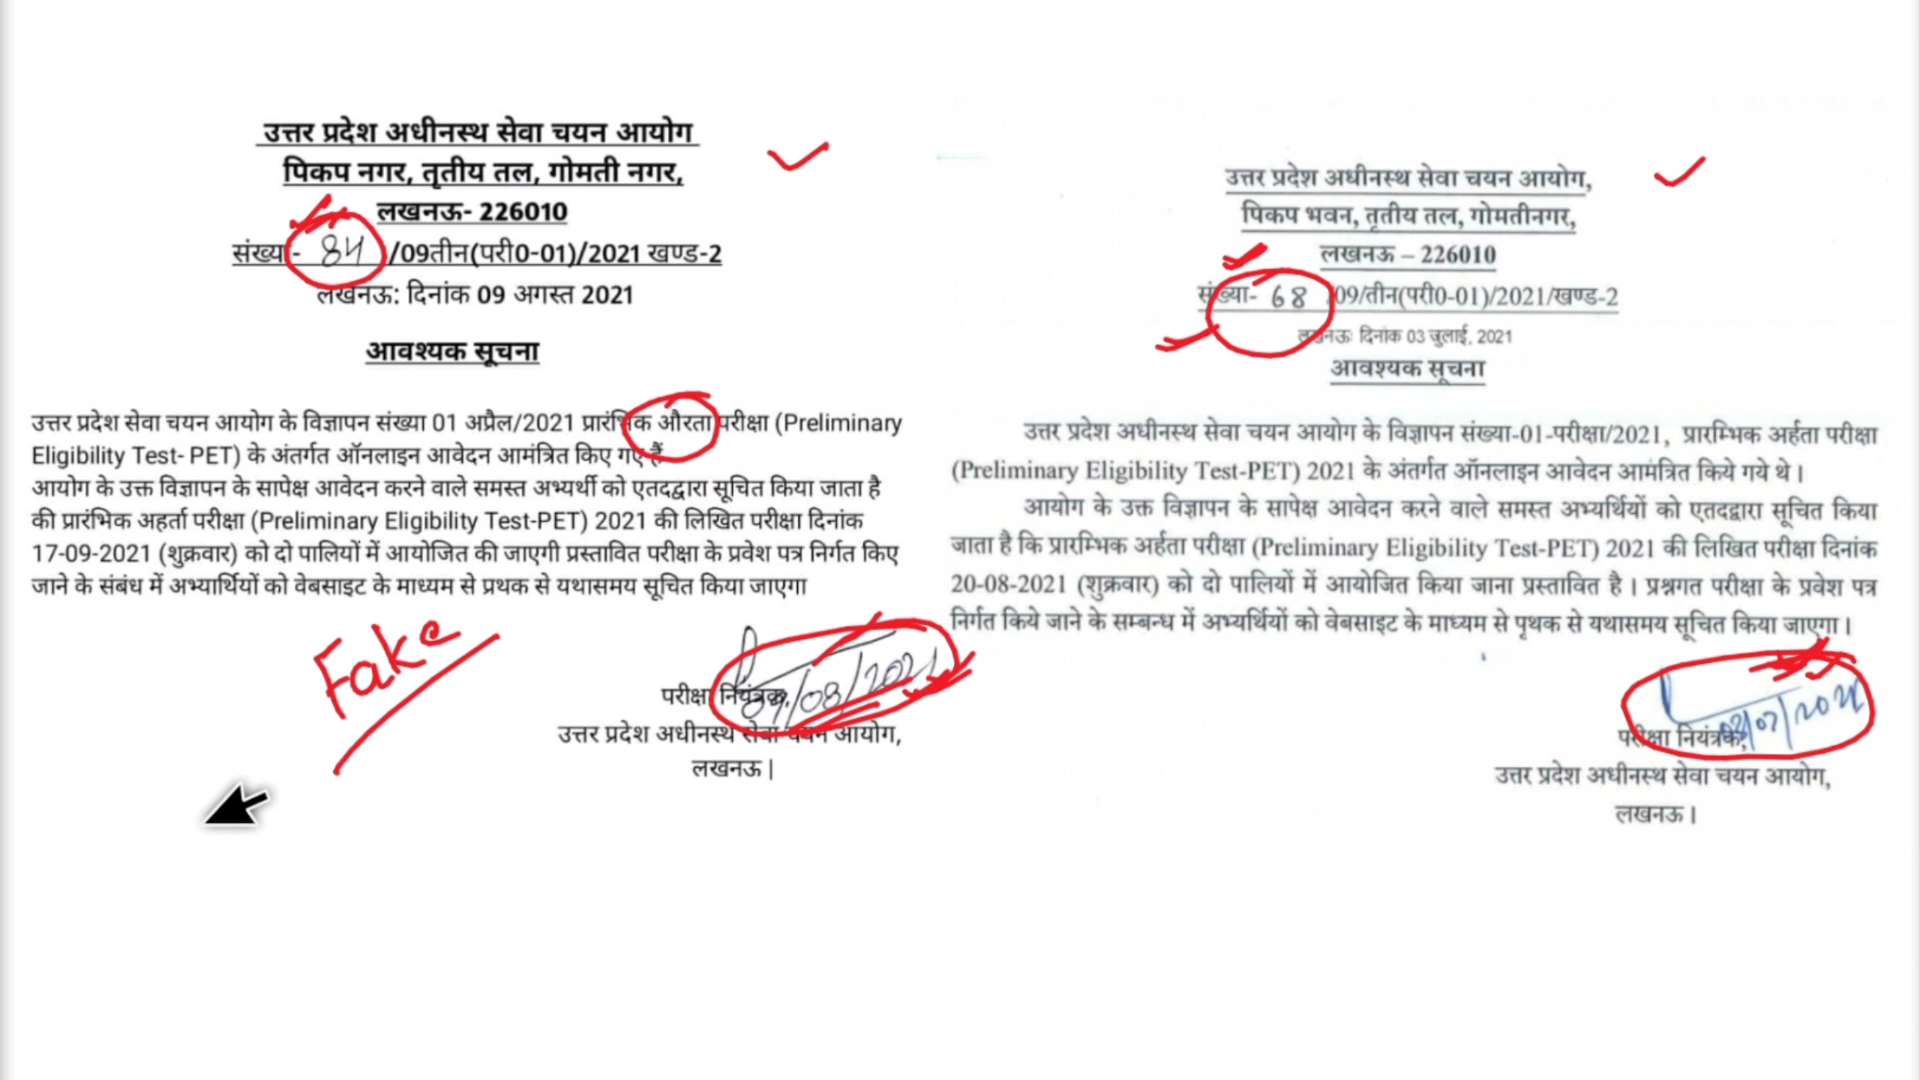 उत्तर प्रदेश अधीनस्थ सेवा चयन आयोग
पिकप नगर, तृतीय तल, गोमती नगर,
लखनऊ- 226010
संख्या- 84 /09तीन(परी0-01)/2021 खण्ड-2
लखनऊ: दिनांक 09 अगस्त 2021
आवश्यक सूचना
उत्तर प्रदेश सेवा चयन आयोग के विज्ञापन संख्या 01 अप्रैल/2021 प्रारंभिक औरता परीक्षा (Preliminary
Eligibility Test- PET) के अंतर्गत ऑनलाइन आवेदन आमंत्रित किए गए हैं
आयोग के उक्त विज्ञापन के सापेक्ष आवेदन करने वाले समस्त अभ्यर्थी को एतदद्वारा सूचित किया जाता है
की प्रारंभिक अहर्ता परीक्षा (Preliminary Eligibility Test-PET) 2021 की लिखित परीक्षा दिनांक
17-09-2021 (शुक्रवार) को दो पालियों में आयोजित की जाएगी प्रस्तावित परीक्षा के प्रवेश पत्र निर्गत किए
जाने के संबंध में अभ्यार्थियों को वेबसाइट के माध्यम से प्रथक से यथासमय सूचित किया जाएगा
Fake
09/08/2021
परीक्षा नियंत्रक,
उत्तर प्रदेश अधीनस्थ सेवा चयन आयोग,
लखनऊ|
उत्तर प्रदेश अधीनस्थ सेवा चयन आयोग,
पिकप भवन, तृतीय तल, गोमतीनगर,
लखनऊ – 226010
संख्या- 68 /09/तीन(परी0-01)/2021/खण्ड-2
लखनऊः दिनांक 03 जुलाई, 2021
आवश्यक सूचना
उत्तर प्रदेश अधीनस्थ सेवा चयन आयोग के विज्ञापन संख्या-01-परीक्षा/2021, प्रारम्भिक अर्हता परीक्षा
(Preliminary Eligibility Test-PET) 2021 के अंतर्गत ऑनलाइन आवेदन आमंत्रित किये गये थे।
आयोग के उक्त विज्ञापन के सापेक्ष आवेदन करने वाले समस्त अभ्यर्थियों को एतदद्वारा सूचित किया
जाता है कि प्रारम्भिक अर्हता परीक्षा (Preliminary Eligibility Test-PET) 2021 की लिखित परीक्षा दिनांक
20-08-2021 (शुक्रवार) को दो पालियों में आयोजित किया जाना प्रस्तावित है। प्रश्नगत परीक्षा के प्रवेश पत्र
निर्गत किये जाने के सम्बन्ध में अभ्यर्थियों को वेबसाइट के माध्यम से पृथक से यथासमय सूचित किया जाएगा।
03/07/2021
परीक्षा नियंत्रक,
उत्तर प्रदेश अधीनस्थ सेवा चयन आयोग,
लखनऊ।